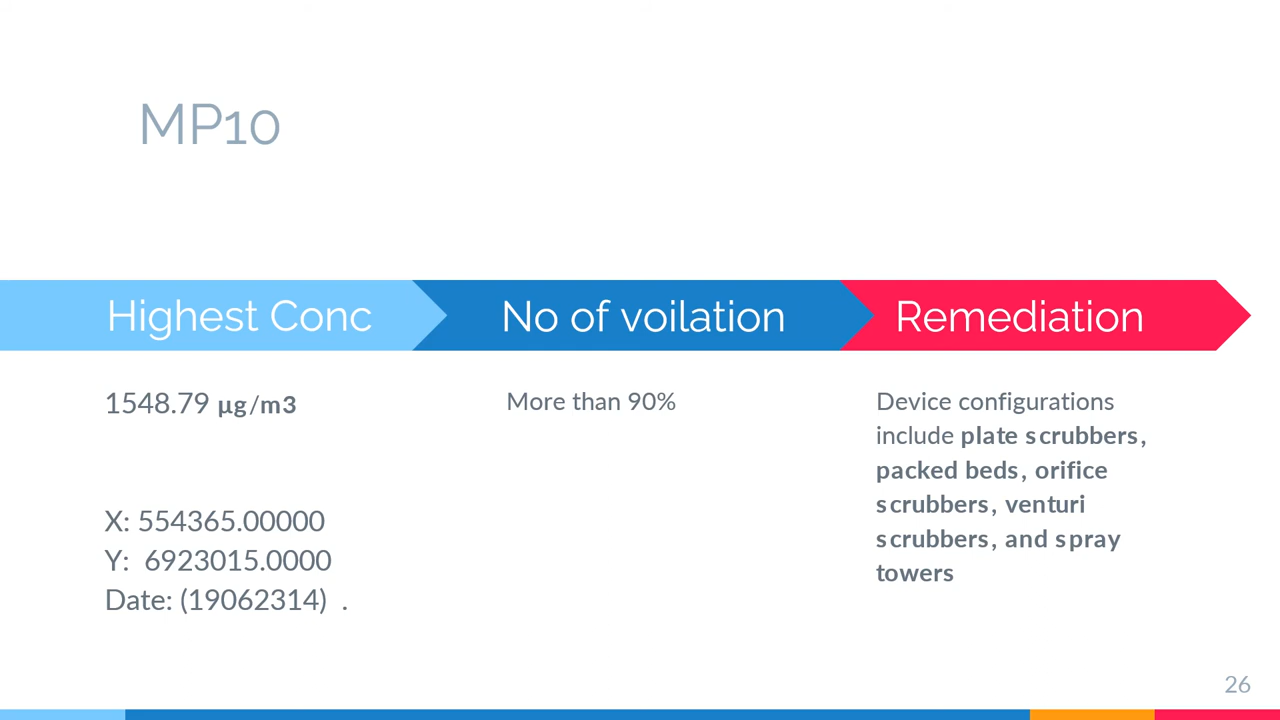 MP10
Highest Conc
No of voilation
Remediation
1548.79 µg/m3
X: 554365.00000
Y: 6923015.0000
Date: (19062314) .
More than 90%
Device configurations
include plate scrubbers,
packed beds, orifice
scrubbers, venturi
scrubbers, and spray
towers
26